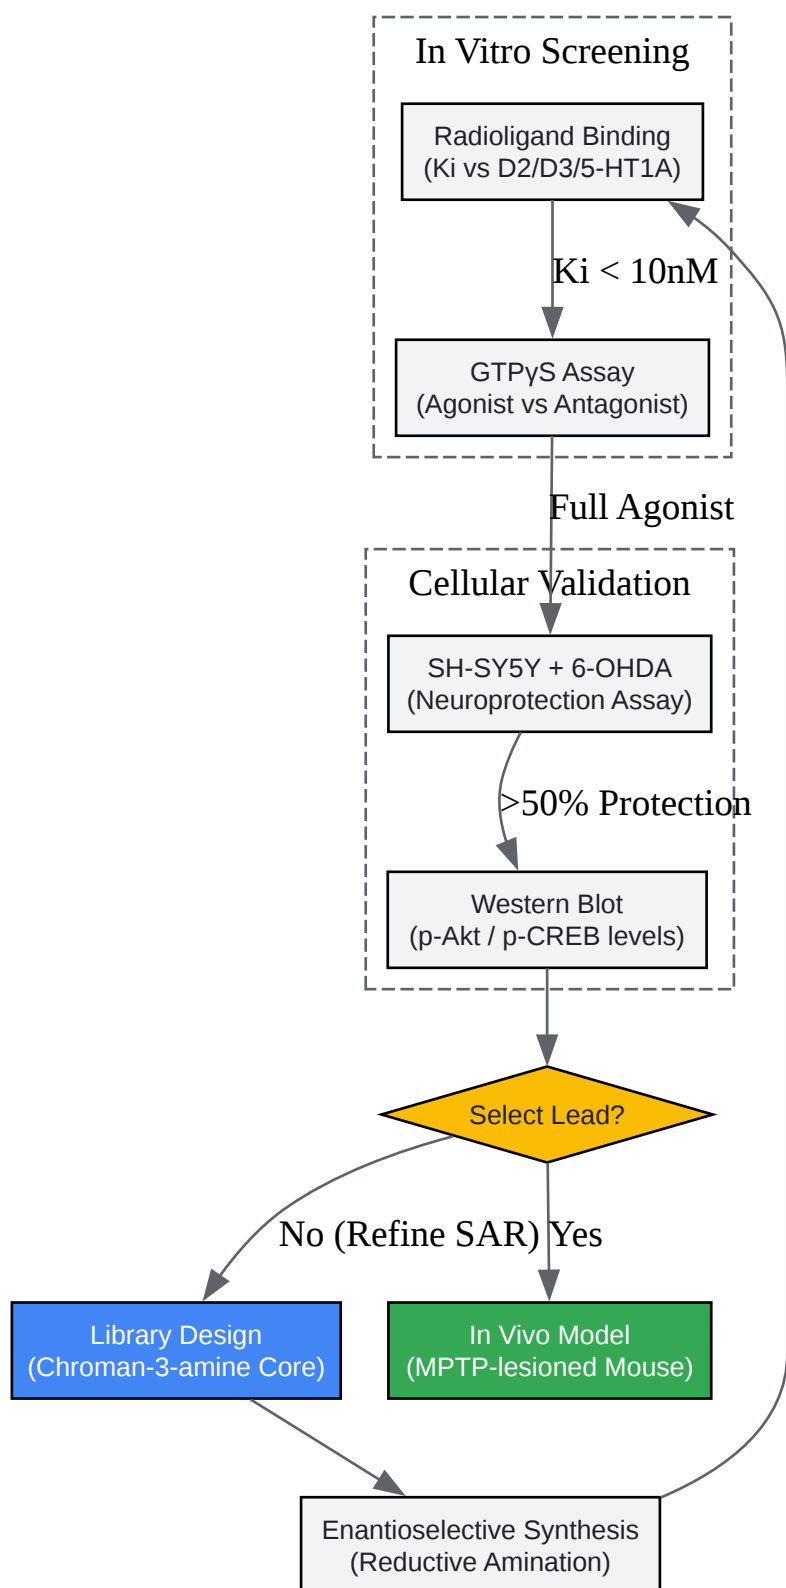 In Vitro Screening
Radioligand Binding
(Ki vs D2/D3/5-HT1A)
Ki < 10nM
GTPγS Assay
(Agonist vs Antagonist)
Full Agonist
Cellular Validation
SH-SY5Y + 6-OHDA
(Neuroprotection Assay)
>50% Protection
Western Blot
(p-Akt / p-CREB levels)
Select Lead?
No (Refine SAR)
Yes
Library Design
(Chroman-3-amine Core)
In Vivo Model
(MPTP-lesioned Mouse)
Enantioselective Synthesis
(Reductive Amination)